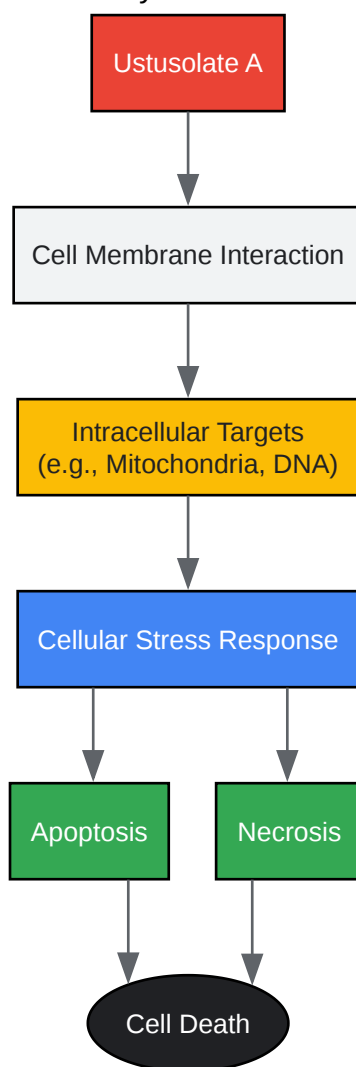 Ustusolate A
Cell Membrane Interaction
Intracellular Targets
(e.g., Mitochondria, DNA)
Cellular Stress Response
Apoptosis
Necrosis
Cell Death